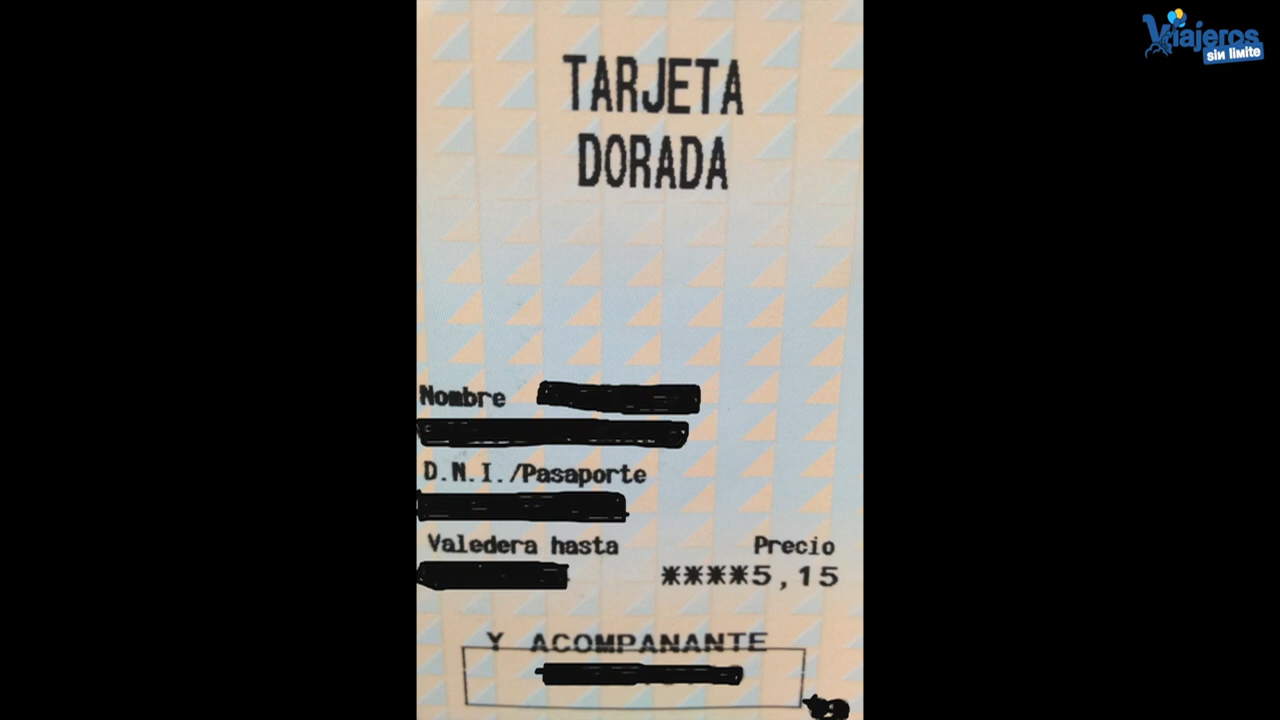 Viajeros
sin limite
TARJETA
DORADA
Nombre
D.N.I./Pasaporte
Valedera hasta
Precio
****5,15
Y ACOMPANANTE